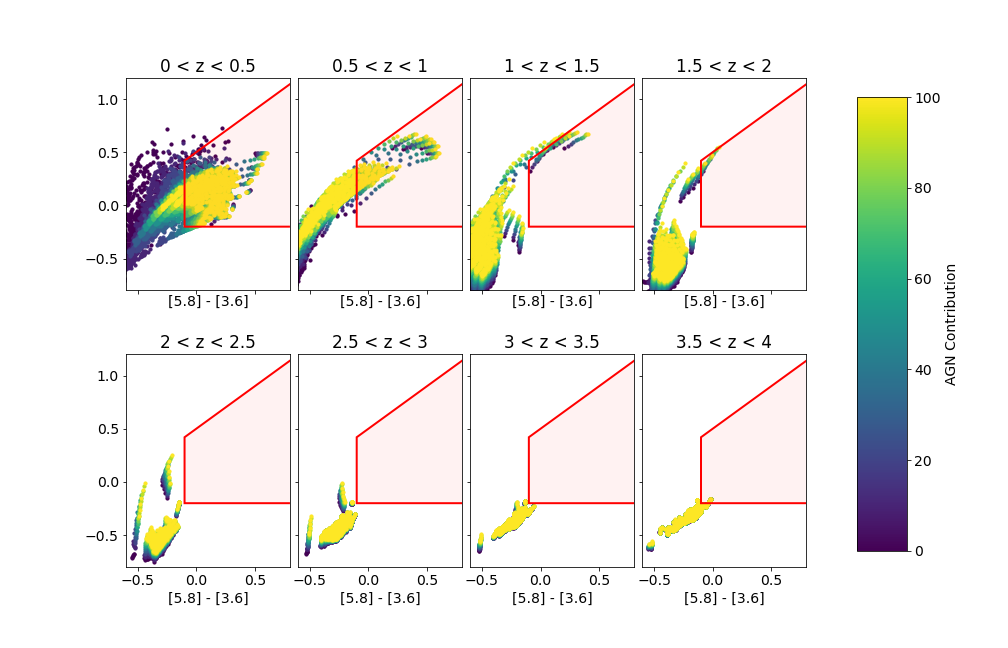 0 < z < 0.5
0.5 < z < 1
1 < z < 1.5
1.5 < z < 2
1.0
0.5
0.0
−0.5
[5.8] - [3.6]
[5.8] - [3.6]
[5.8] - [3.6]
[5.8] - [3.6]
2 < z < 2.5
2.5 < z < 3
3 < z < 3.5
3.5 < z < 4
1.0
0.5
0.0
−0.5
−0.5 0.0 0.5
−0.5 0.0 0.5
−0.5 0.0 0.5
−0.5 0.0 0.5
[5.8] - [3.6]
[5.8] - [3.6]
[5.8] - [3.6]
[5.8] - [3.6]
100
80
60
40
20
0
AGN Contribution